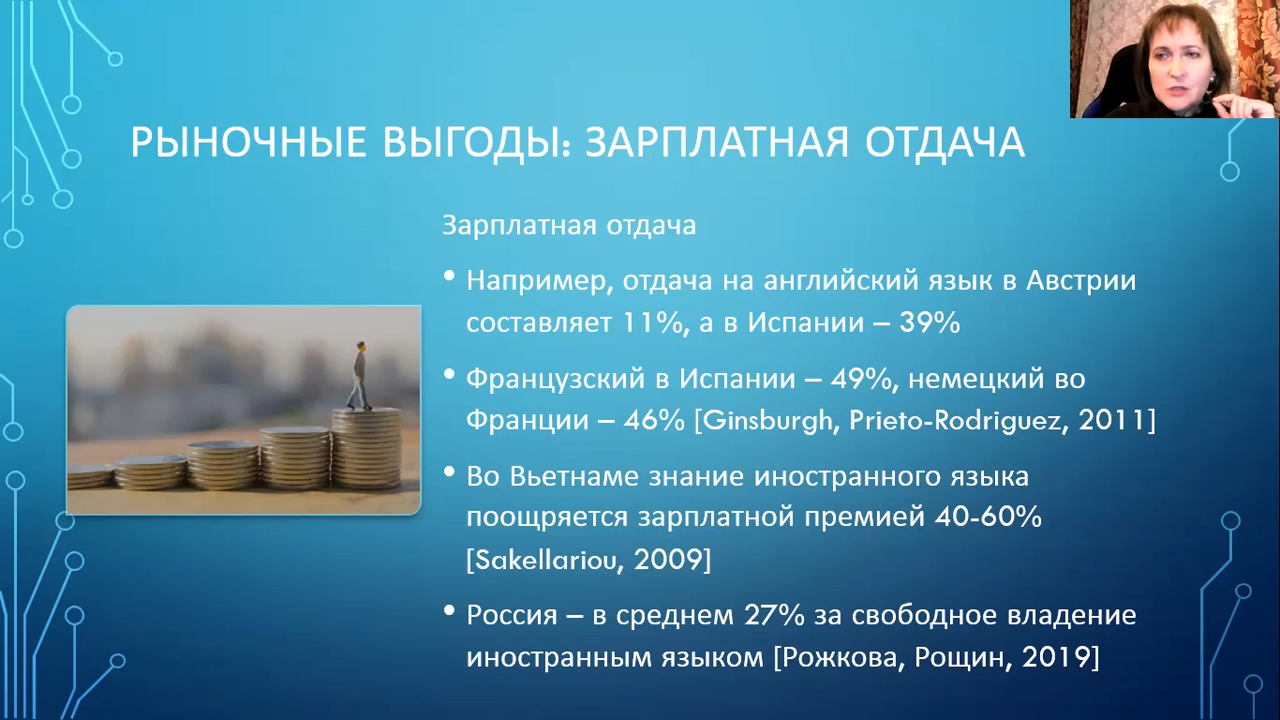 РЫНОЧНЫЕ ВЫГОДЫ: ЗАРПЛАТНАЯ ОТДАЧА
Зарплатная отдача
• Например, отдача на английский язык в Австрии
составляет 11%, а в Испании – 39%
• Французский в Испании – 49%, немецкий во
Франции – 46% [Ginsburgh, Prieto-Rodriguez, 2011]
• Во Вьетнаме знание иностранного языка
поощряется зарплатной премией 40-60%
[Sakellariou, 2009]
• Россия – в среднем 27% за свободное владение
иностранным языком [Рожкова, Рощин, 2019]